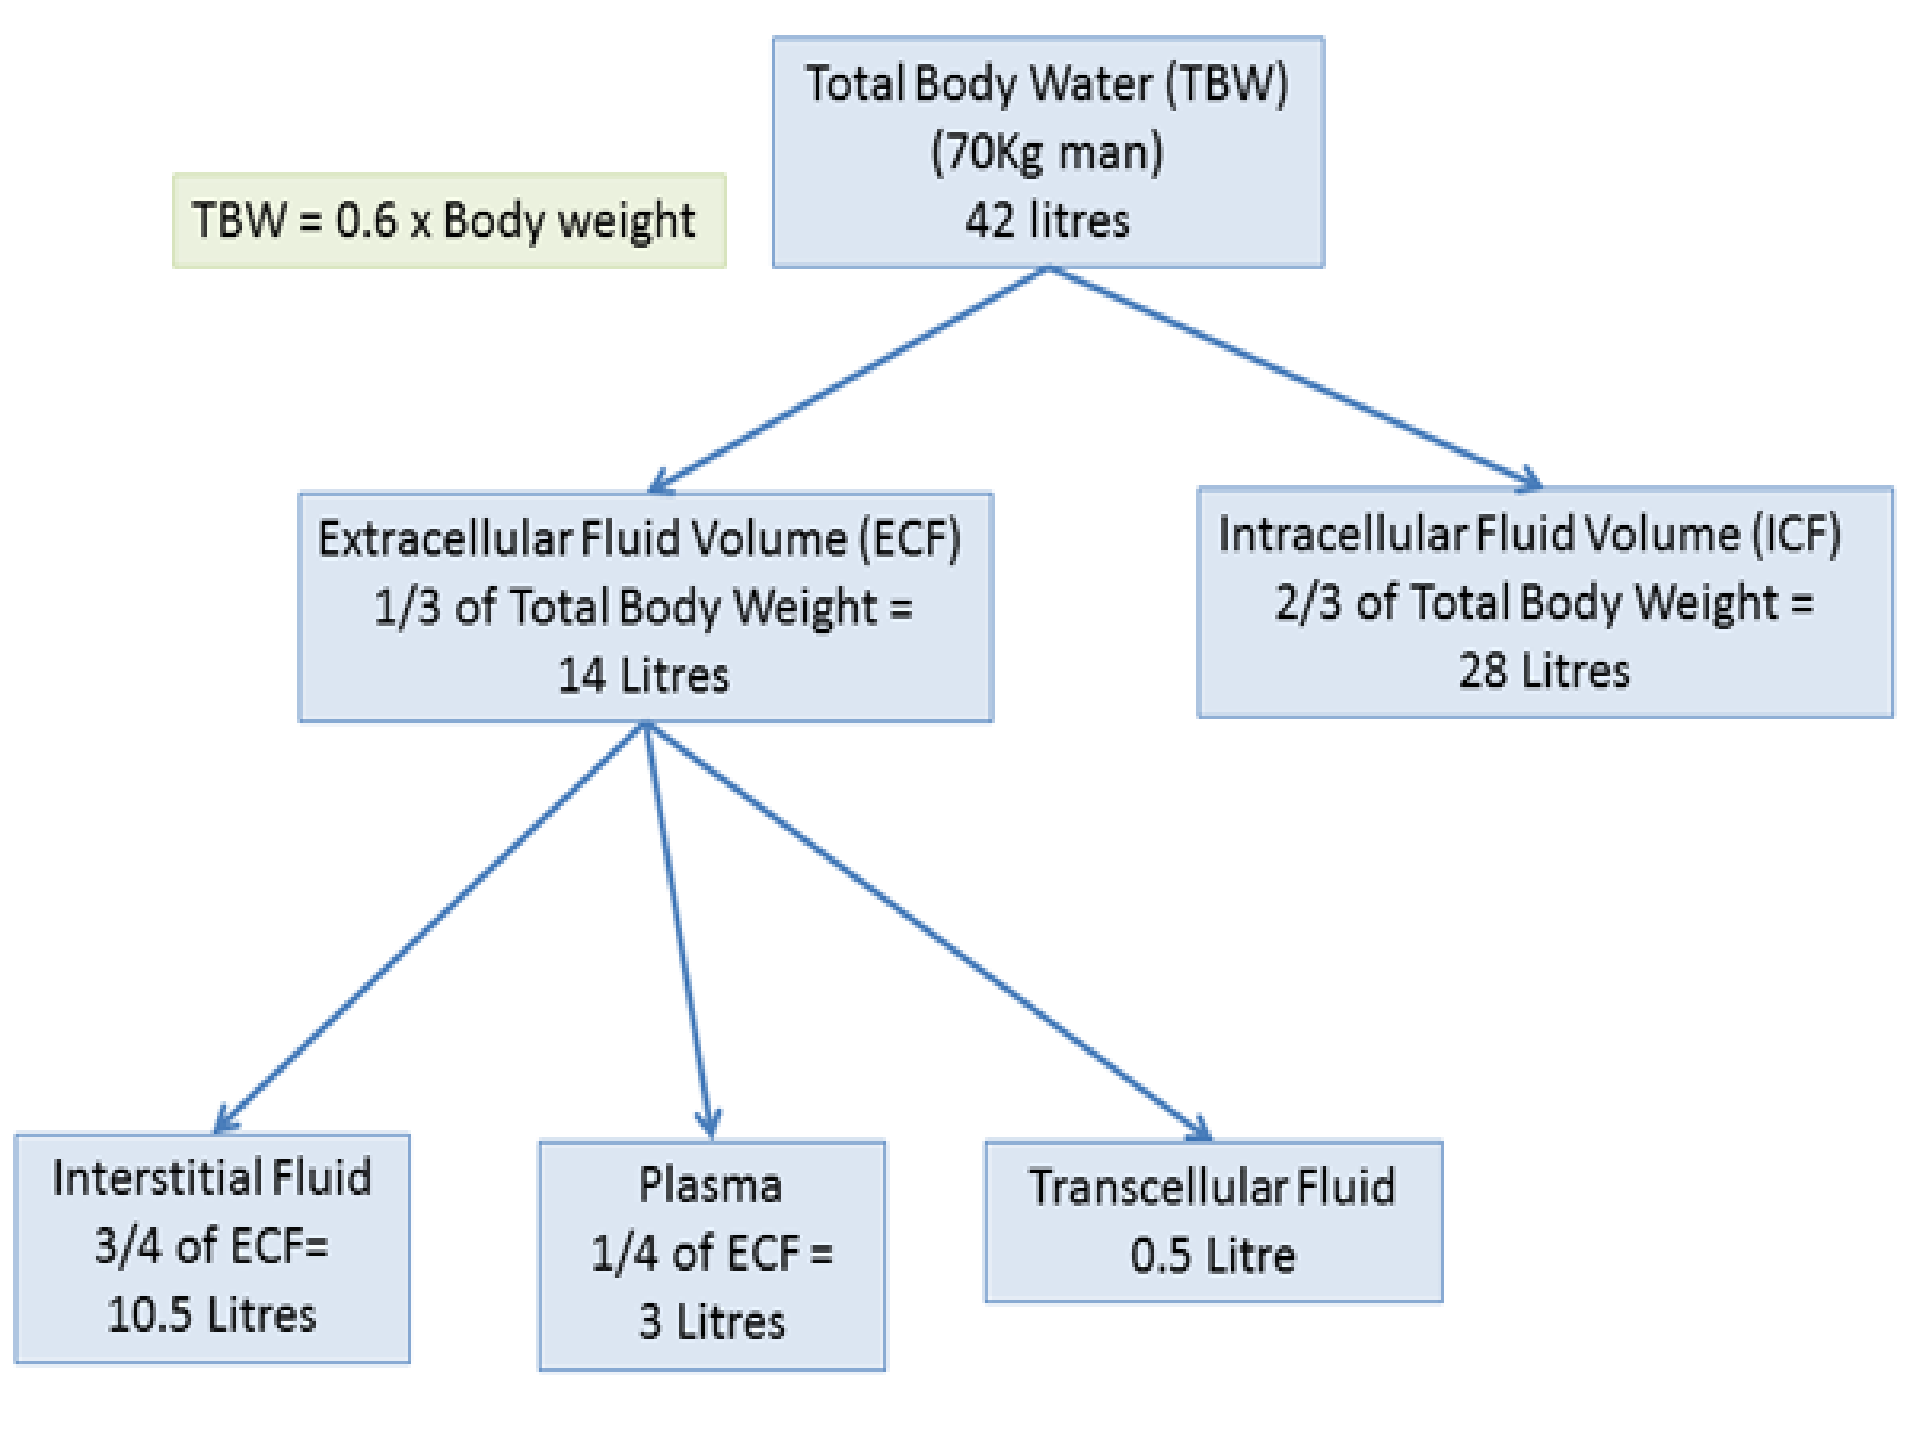 Total Body Water (TBW)
(70Kg man)
42 litres
TBW = 0.6 x Body weight
Extracellular Fluid Volume (ECF)
1/3 of Total Body Weight =
14 Litres
Intracellular Fluid Volume (ICF)
2/3 of Total Body Weight =
28 Litres
Interstitial Fluid
3/4 of ECF=
10.5 Litres
Plasma
1/4 of ECF =
3 Litres
Transcellular Fluid
0.5 Litre